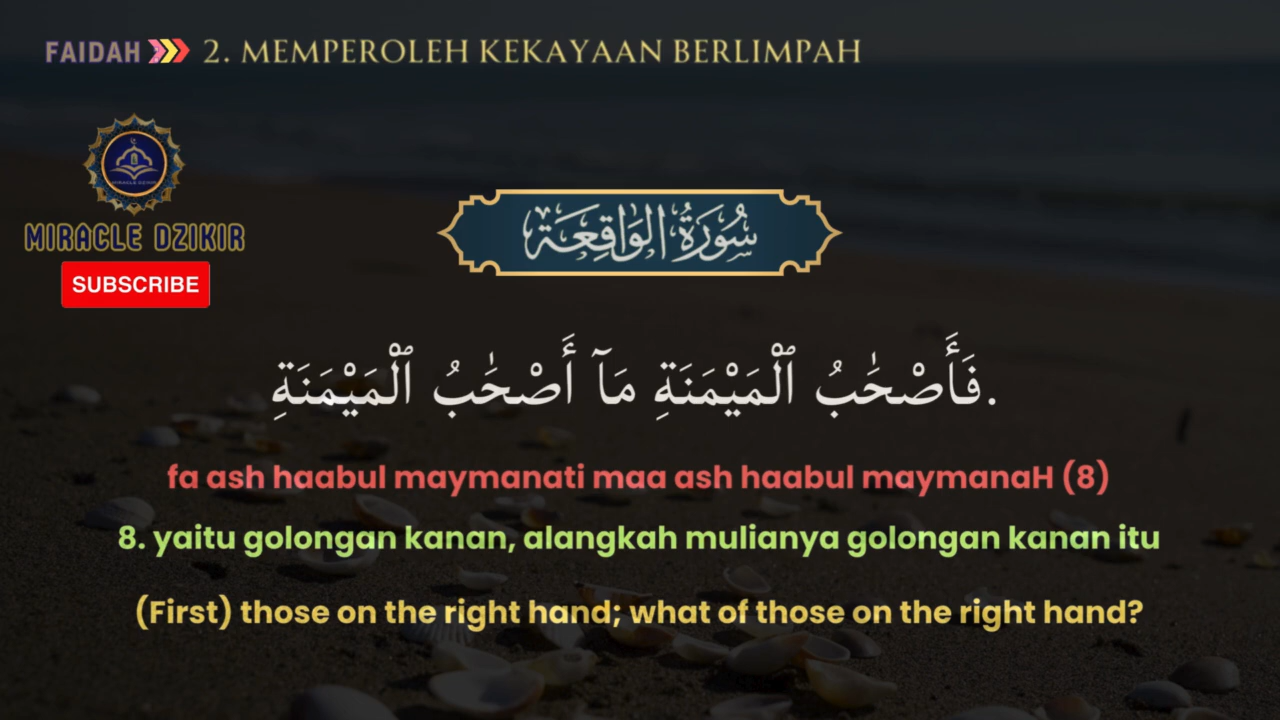 FAIDAH 2. MEMPEROLEH KEKAYAAN BERLIMPAH
MIRACLE DZIKIR
SUBSCRIBE
سُورَةُ الوَاقِعَة
فَأَصْحَٰبُ ٱلْمَيْمَنَةِ مَآ أَصْحَٰبُ ٱلْمَيْمَنَةِ.
fa ash haabul maymanati maa ash haabul maymanaH (8)
8. yaitu golongan kanan, alangkah mulianya golongan kanan itu
(First) those on the right hand; what of those on the right hand?